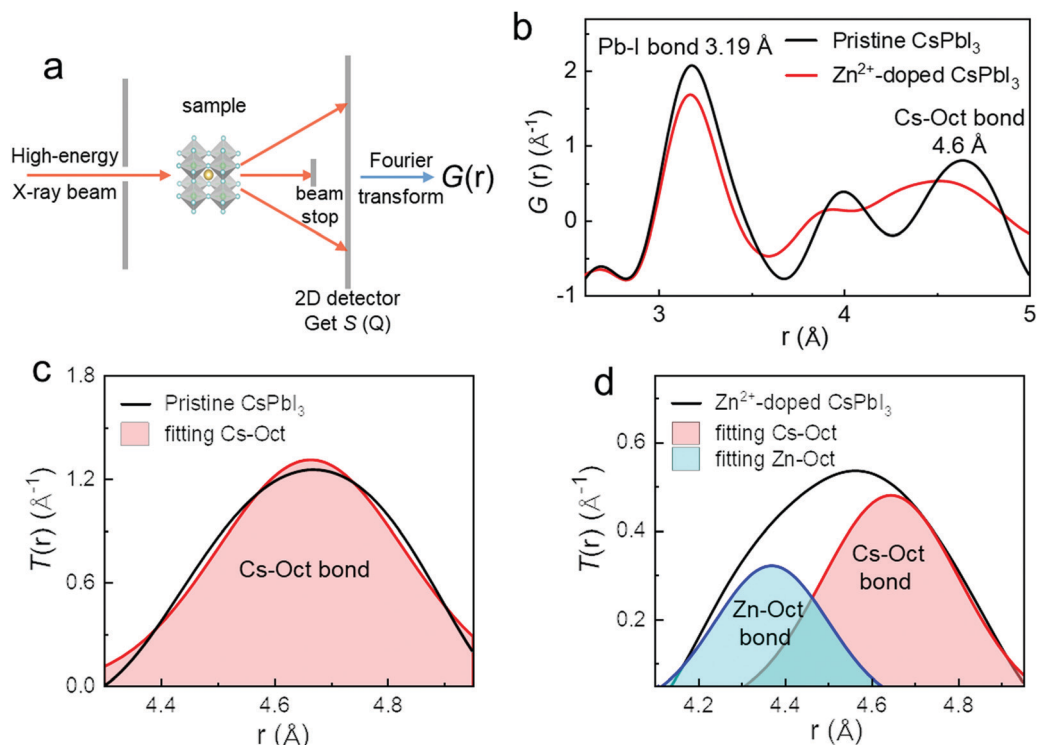 a
sample
High-energy
X-ray beam
beam
stop
Fourier
transform
G(r)
2D detector
Get S (Q)
b
Pb-I bond 3.19 Å
Pristine CsPbI₃
Zn²⁺-doped CsPbI₃
Cs-Oct bond
4.6 Å
G (r) (Å⁻¹)
2
1
0
-1
3
4
5
r (Å)
c
Pristine CsPbI₃
fitting Cs-Oct
Cs-Oct bond
T(r) (Å⁻¹)
1.8
1.2
0.6
0.0
4.4
4.6
4.8
r (Å)
d
Zn²⁺-doped CsPbI₃
fitting Cs-Oct
fitting Zn-Oct
Cs-Oct
bond
Zn-Oct
bond
T(r) (Å⁻¹)
0.6
0.4
0.2
4.2
4.4
4.6
4.8
r (Å)